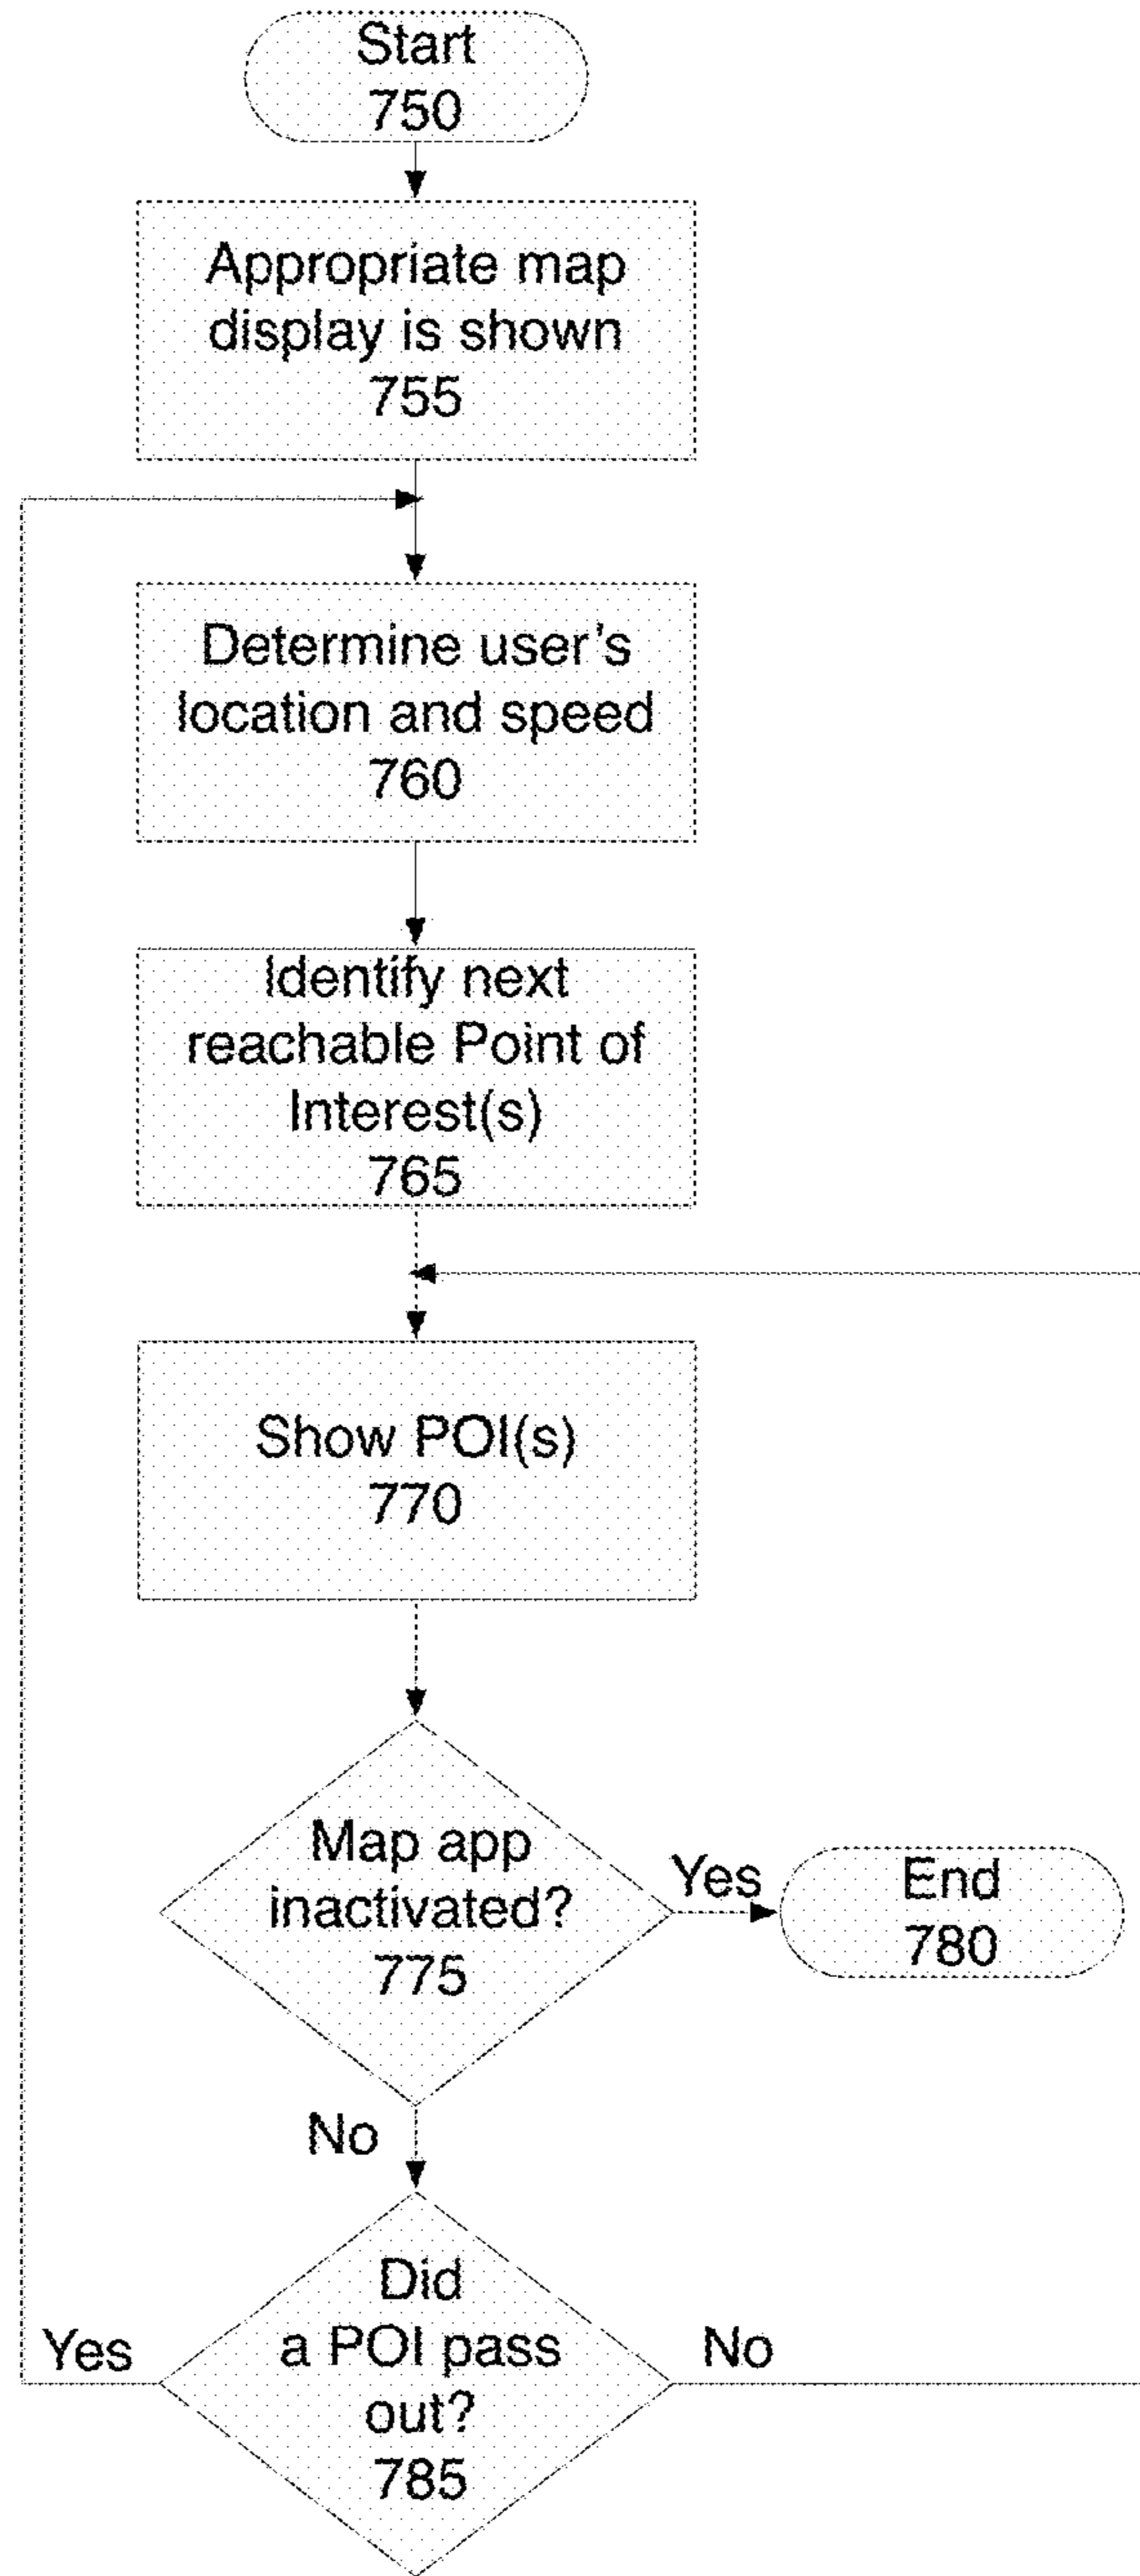 Start
750
Appropriate map
display is shown
755
Determine user's
location and speed
760
Identify next
reachable Point of
Interest(s)
765
Show POI(s)
770
Map app
inactivated?
775
Yes
End
780
No
Did
a POI pass
out?
785
Yes
No